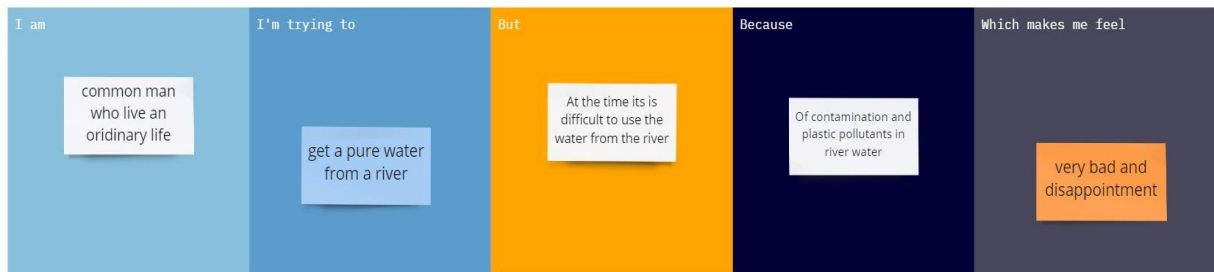 I am
common man
who live an
oridinary life
I'm trying to
get a pure water
from a river
But
At the time its is
difficult to use the
water from the river
Because
Of contamination and
plastic pollutants in
river water
Which makes me feel
very bad and
disappointment